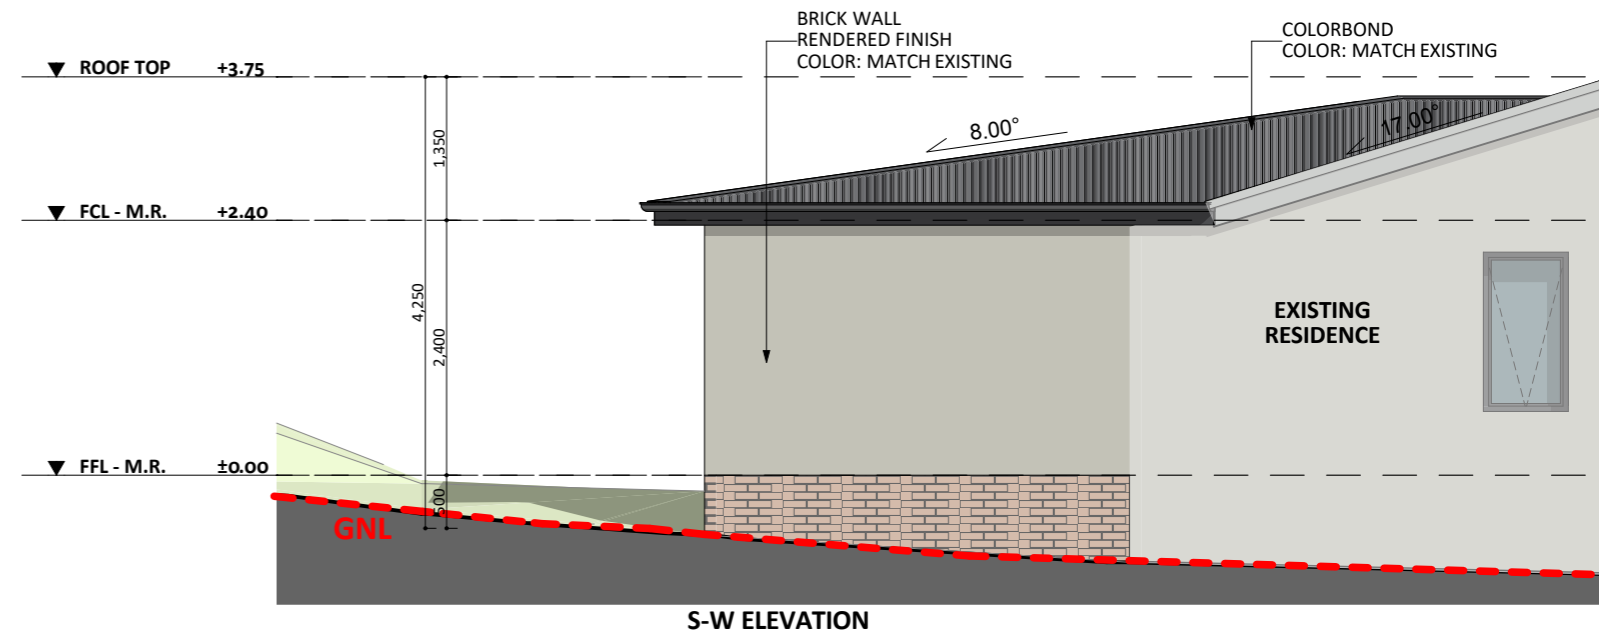 BRICK WALL
RENDERED FINISH
COLOR: MATCH EXISTING
COLORBOND
COLOR: MATCH EXISTING
ROOF TOP +3.75
1,350
8.00°
17.00°
FCL - M.R. +2.40
4,250
2,400
EXISTING
RESIDENCE
FFL - M.R. ±0.00
500
GNL
S-W ELEVATION